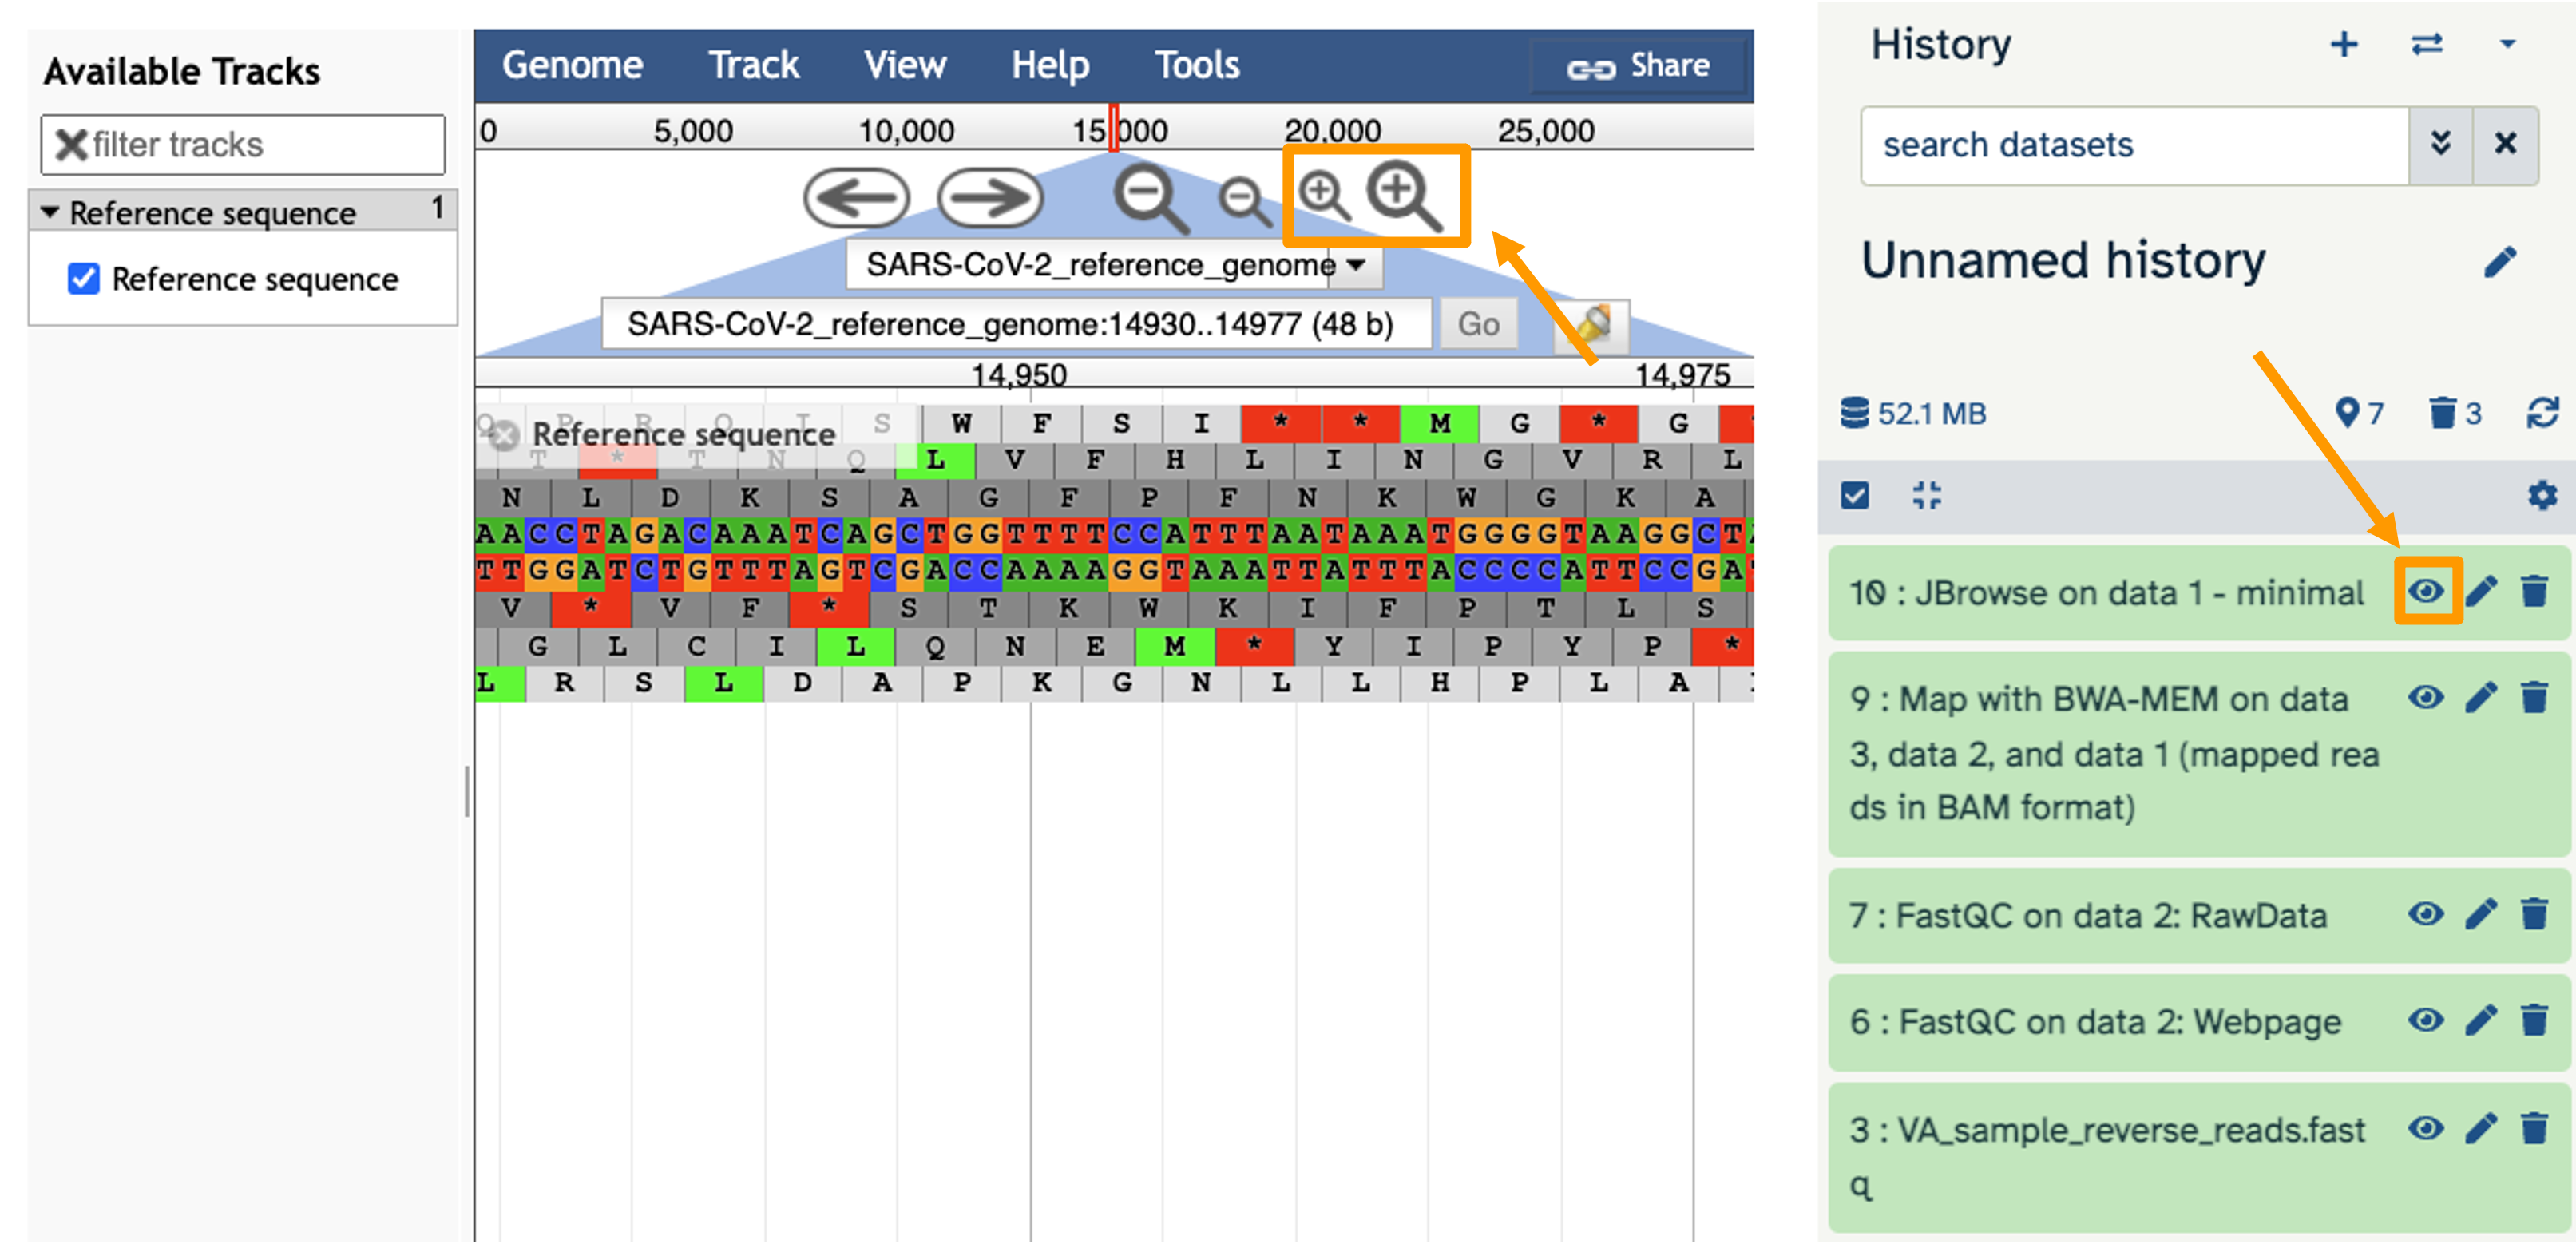 Available Tracks
filter tracks
Reference sequence 1
Reference sequence
Genome Track View Help Tools Share
0 5,000 10,000 15,000 20,000 25,000
SARS-CoV-2_reference_genome
SARS-CoV-2_reference_genome:14930..14977 (48 b) Go
14,950 14,975
Reference sequence
Q P R Q I S W F S I * * M G * G
T * T N Q L V F H L I N G V R L
N L D K S A G F P F N K W G K A
AACCTAGACAAATCAGCTGGTTTTCCATTTAATAAATGGGGTAAGGCT
TTGGATCTGTTTAGTCGACCAAAAGGTAAATTATTTACCCCATTCCGA
V * V F * S T K W K I F P T L S
G L C I L Q N E M * Y I P Y P *
L R S L D A P K G N L L H P L A
History
search datasets
Unnamed history
52.1 MB 7 3
10 : JBrowse on data 1 - minimal
9 : Map with BWA-MEM on data
3, data 2, and data 1 (mapped rea
ds in BAM format)
7 : FastQC on data 2: RawData
6 : FastQC on data 2: Webpage
3 : VA_sample_reverse_reads.fast
q